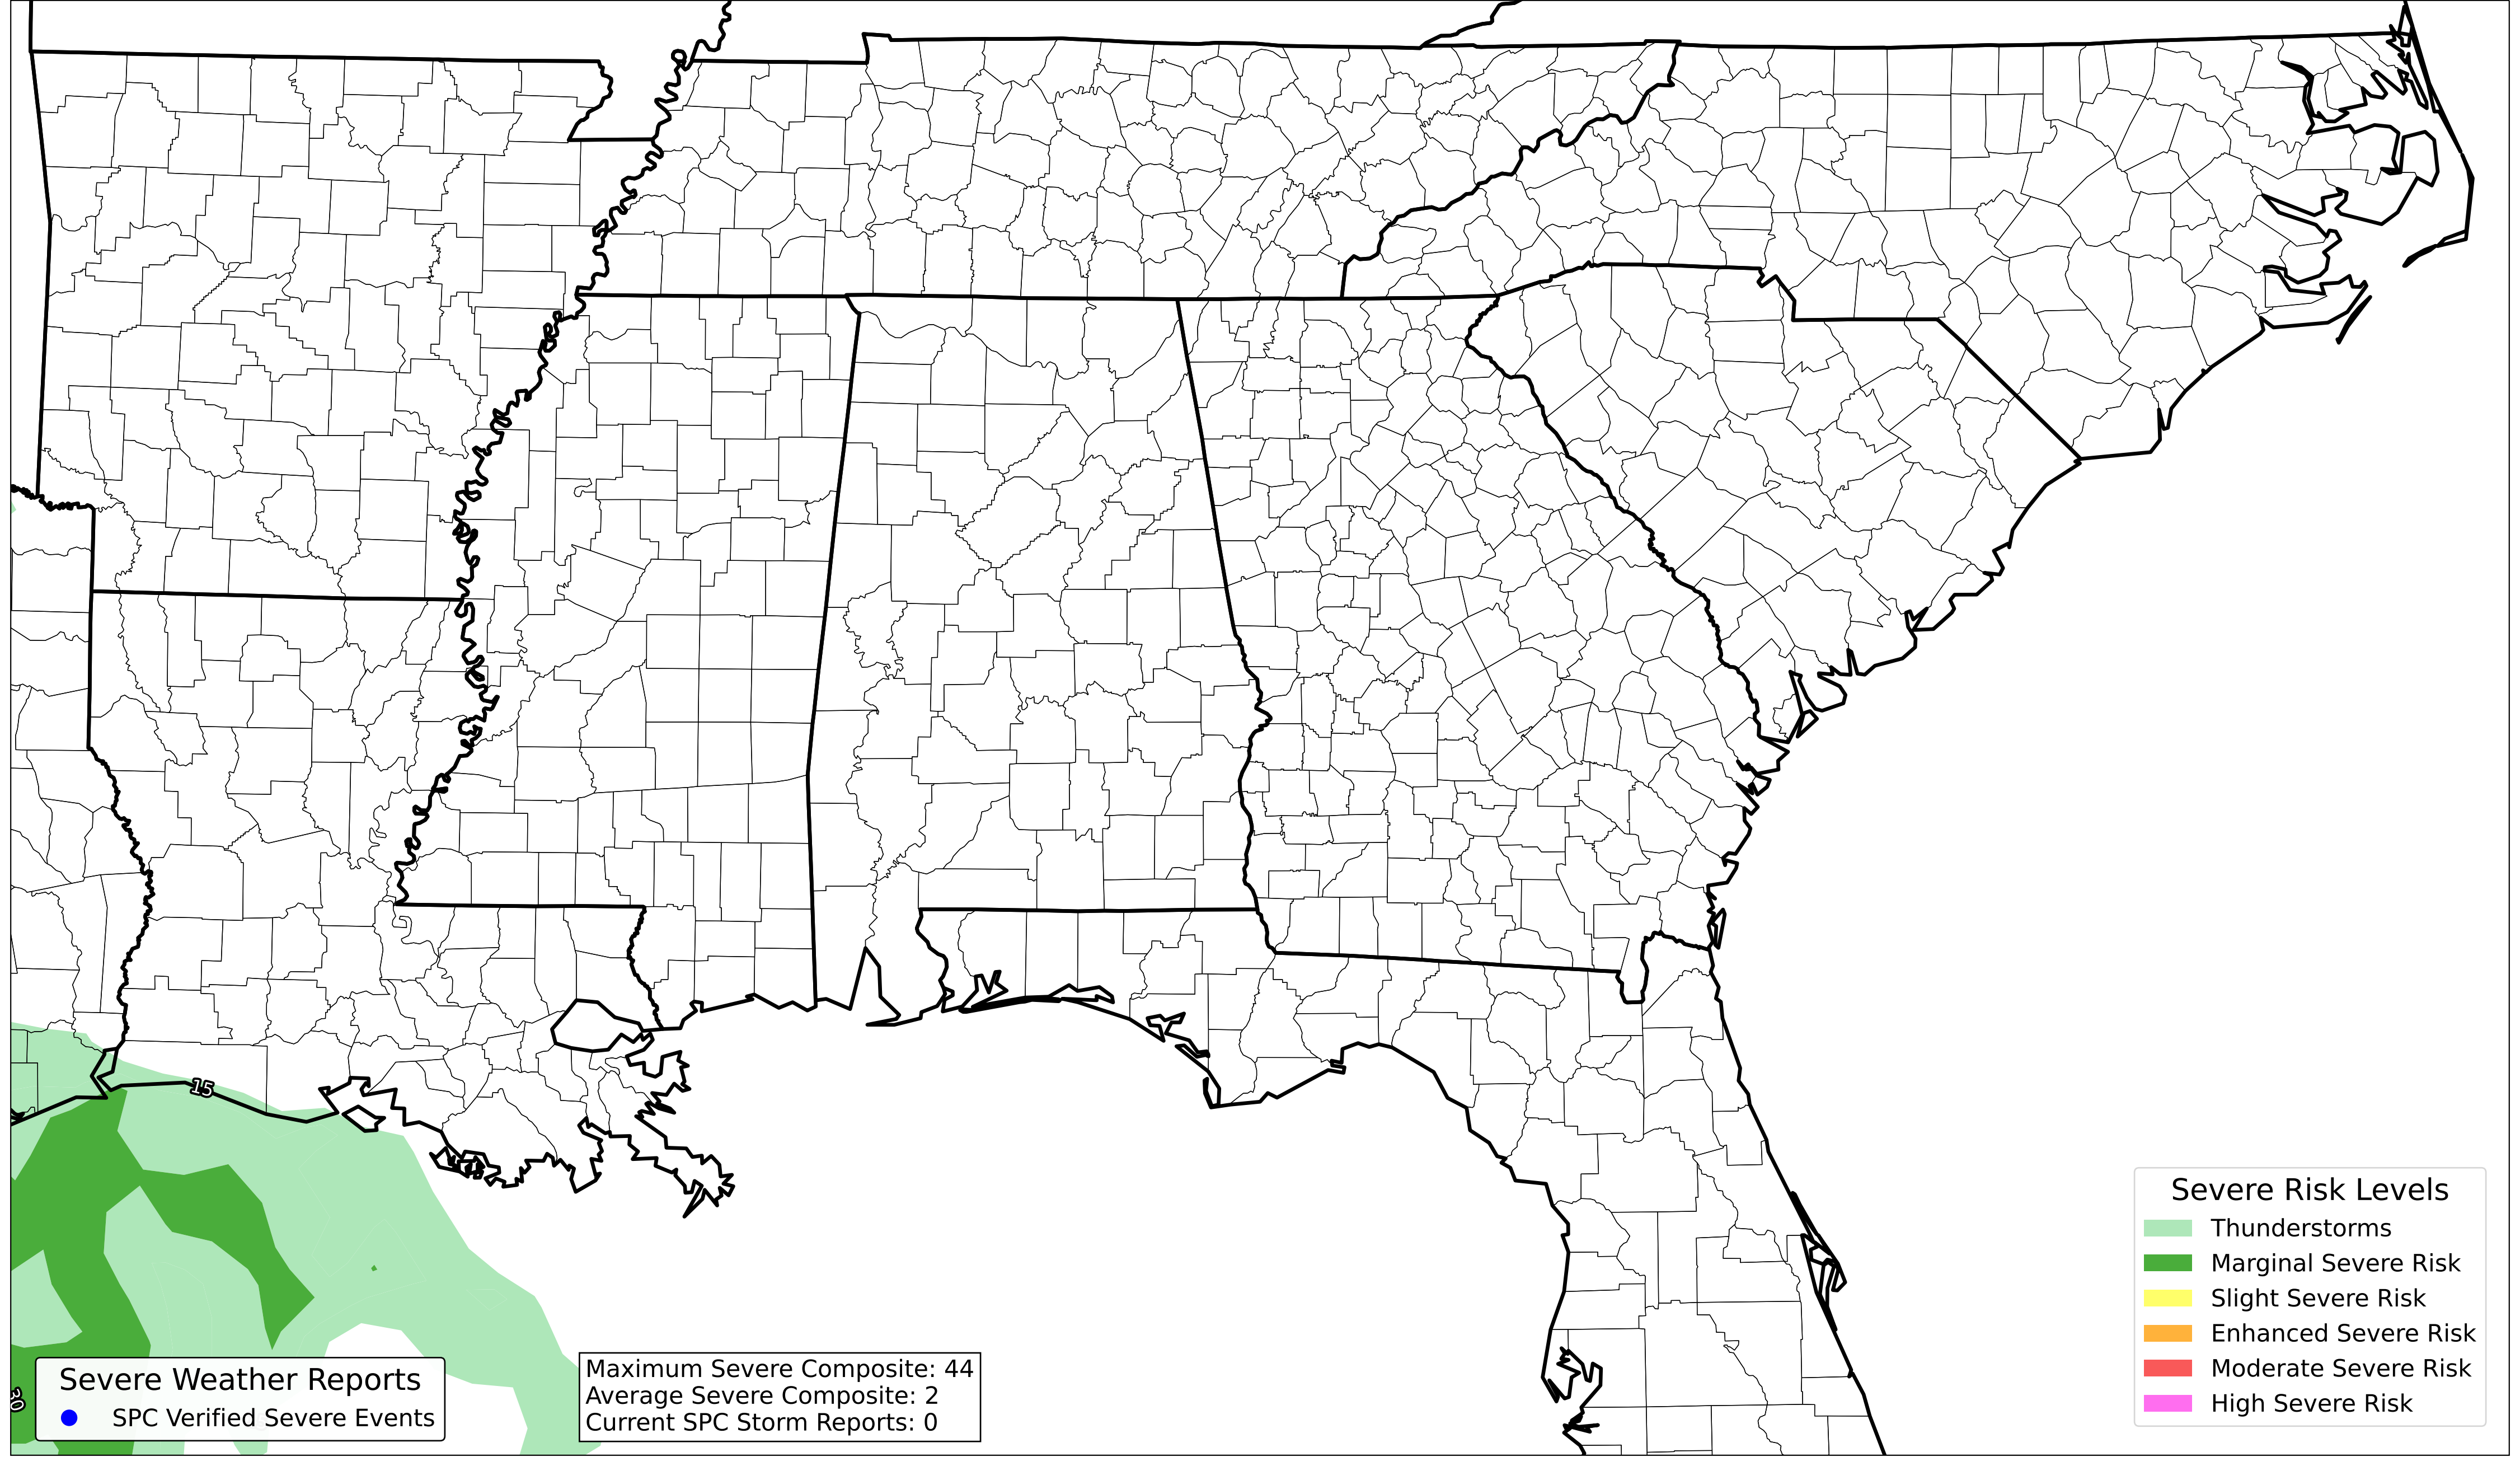 15
30
Severe Weather Reports
SPC Verified Severe Events
Maximum Severe Composite: 44
Average Severe Composite: 2
Current SPC Storm Reports: 0
Severe Risk Levels
Thunderstorms
Marginal Severe Risk
Slight Severe Risk
Enhanced Severe Risk
Moderate Severe Risk
High Severe Risk